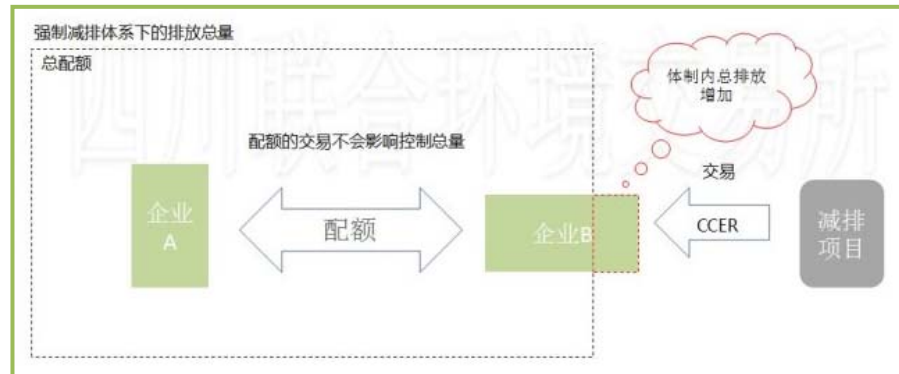 强制减排体系下的排放总量
总配额
四川联合环境交易所
体制内总排放
增加
配额的交易不会影响控制总量
交易
企业
A
配额
企业B
CCER
减排
项目